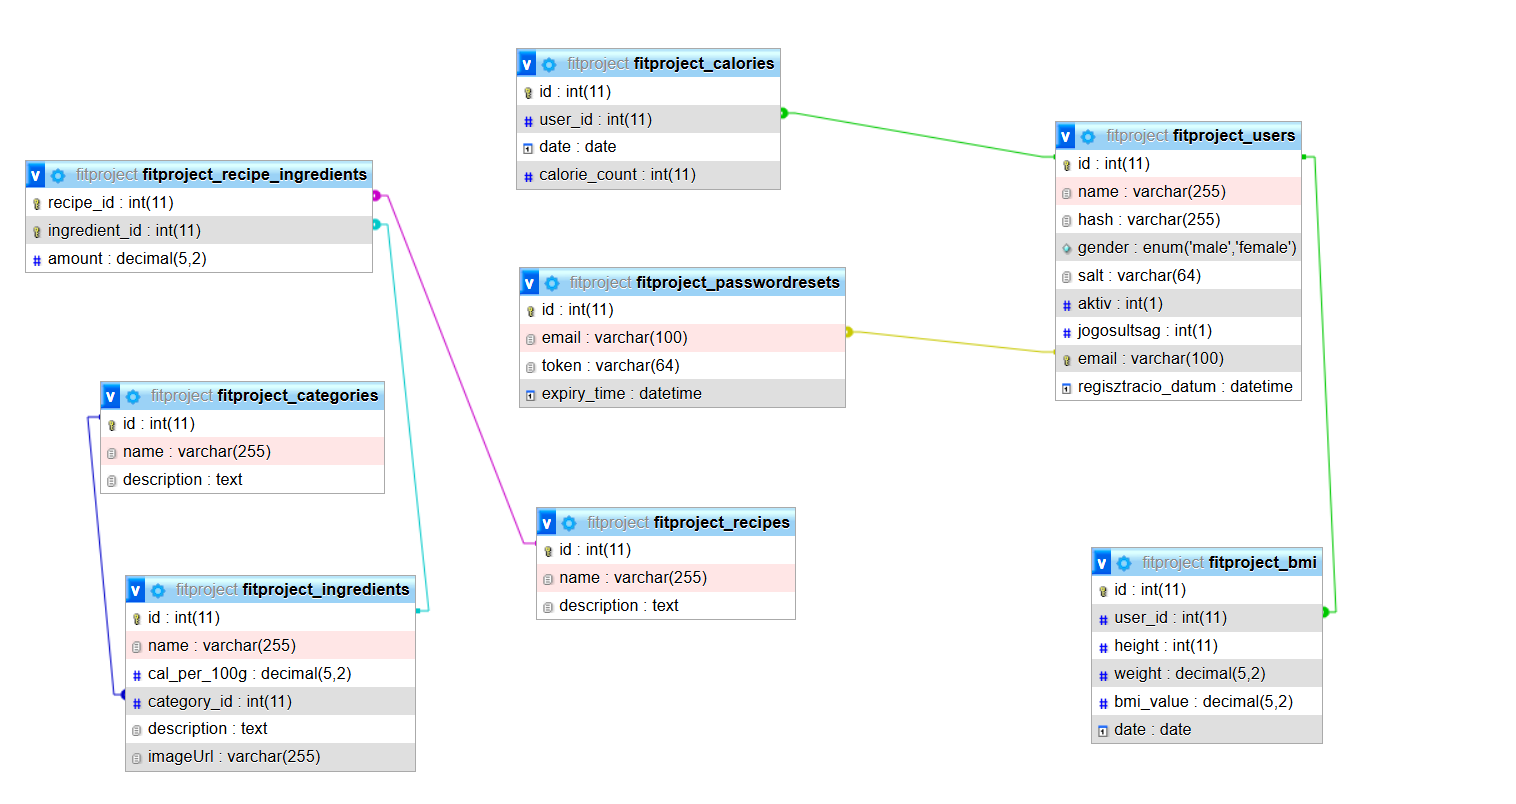 v fitproject fitproject_calories
id : int(11)
user_id : int(11)
date : date
calorie_count : int(11)
v fitproject fitproject_users
id : int(11)
name : varchar(255)
hash : varchar(255)
gender : enum('male','female')
salt : varchar(64)
aktiv : int(1)
jogosultsag : int(1)
email : varchar(100)
regisztracio_datum : datetime
v fitproject fitproject_recipe_ingredients
recipe_id : int(11)
ingredient_id : int(11)
amount : decimal(5,2)
v fitproject fitproject_passwordresets
id : int(11)
email : varchar(100)
token : varchar(64)
expiry_time : datetime
v fitproject fitproject_categories
id : int(11)
name : varchar(255)
description : text
v fitproject fitproject_recipes
id : int(11)
name : varchar(255)
description : text
v fitproject fitproject_ingredients
id : int(11)
name : varchar(255)
cal_per_100g : decimal(5,2)
category_id : int(11)
description : text
imageUrl : varchar(255)
v fitproject fitproject_bmi
id : int(11)
user_id : int(11)
height : int(11)
weight : decimal(5,2)
bmi_value : decimal(5,2)
date : date